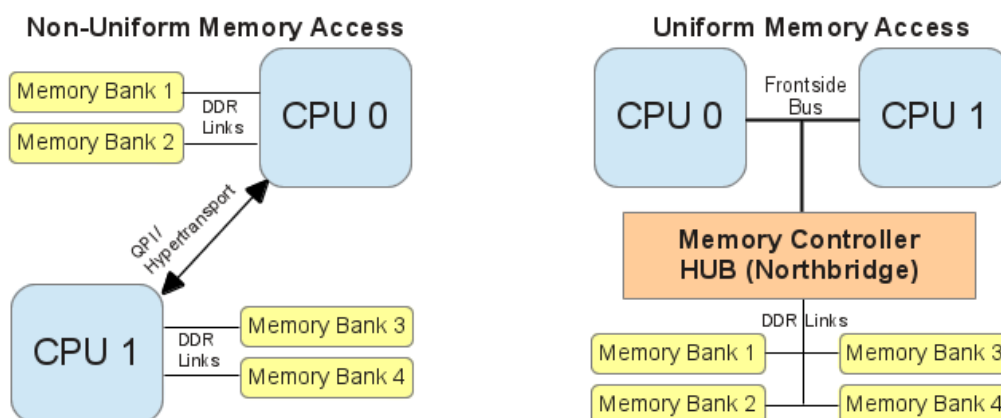 Non-Uniform Memory Access
Memory Bank 1
DDR
Links
Memory Bank 2
CPU 0
QPI/
Hypertransport
CPU 1
DDR
Links
Memory Bank 3
Memory Bank 4
Uniform Memory Access
CPU 0
Frontside
Bus
CPU 1
Memory Controller
HUB (Northbridge)
DDR Links
Memory Bank 1
Memory Bank 3
Memory Bank 2
Memory Bank 4